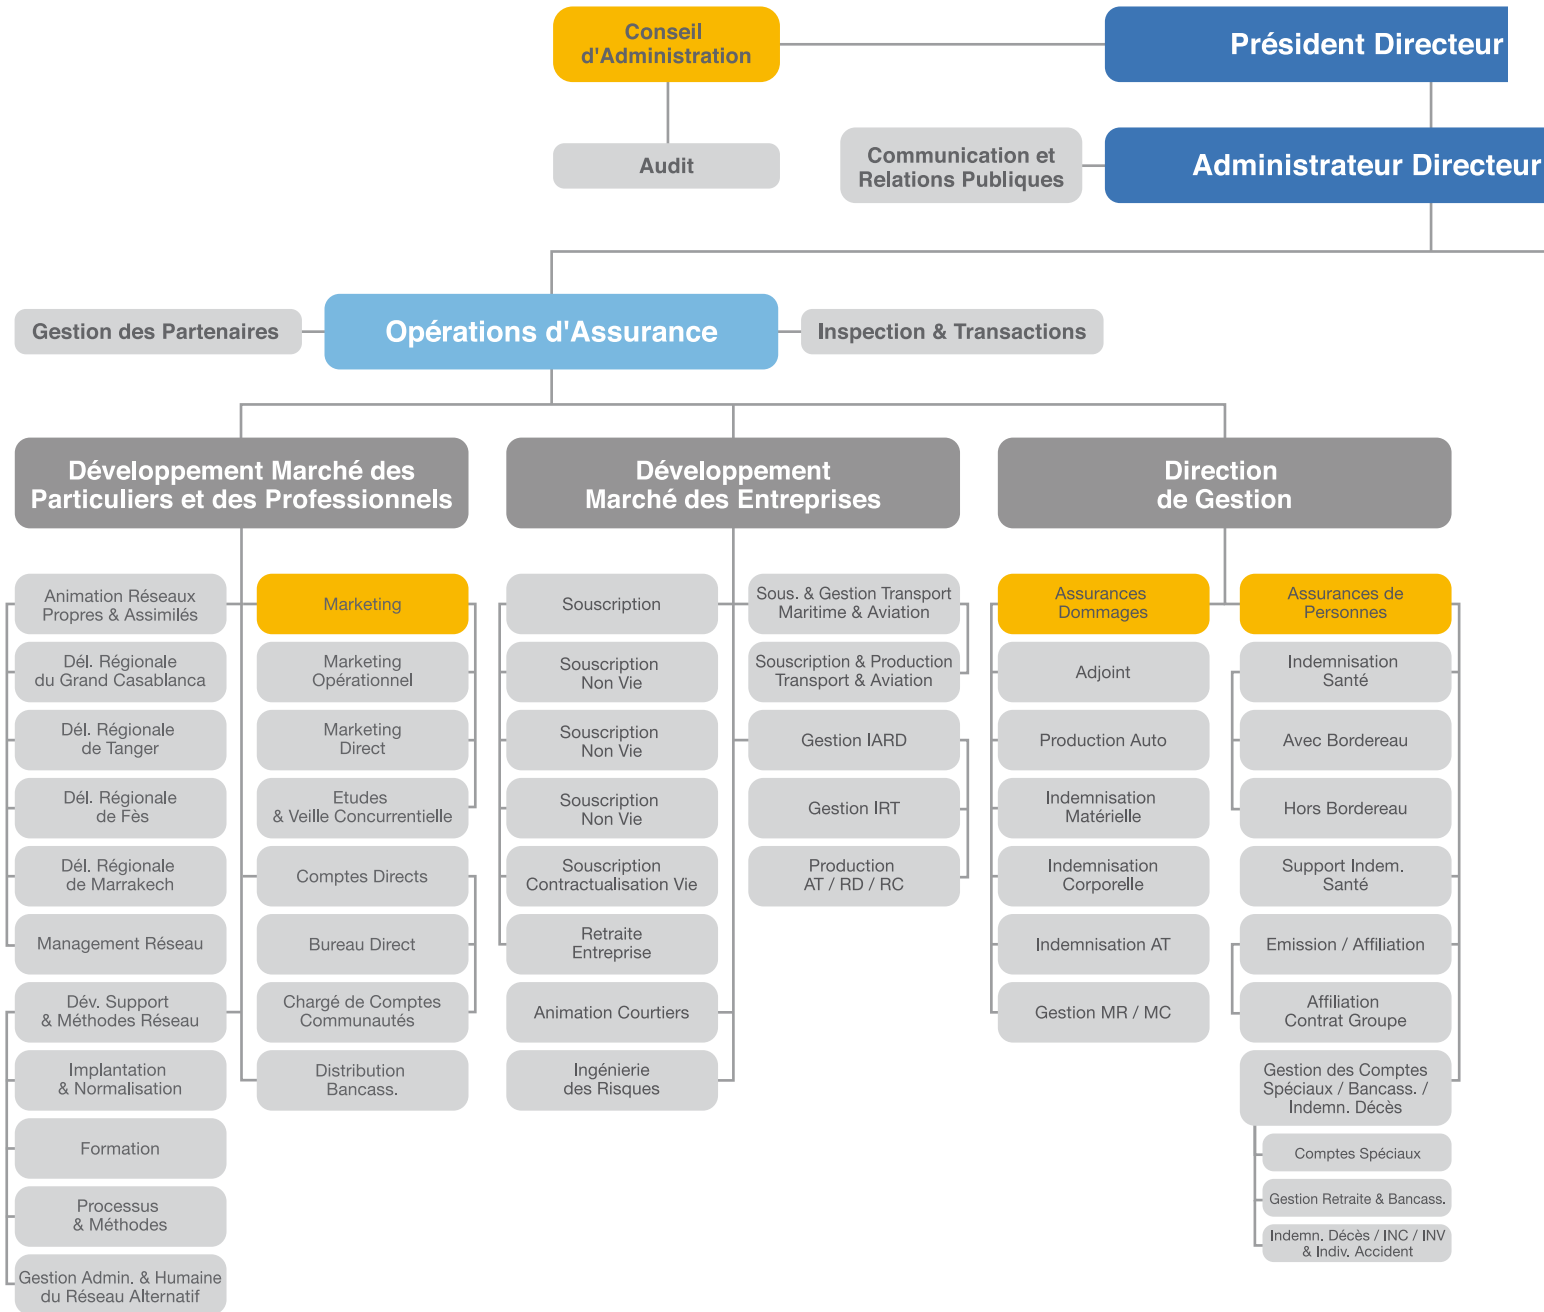 Conseil
d'Administration
Président Directeur
Audit
Communication et
Relations Publiques
Administrateur Directeur
Gestion des Partenaires
Opérations d'Assurance
Inspection & Transactions
Développement Marché des
Particuliers et des Professionnels
Développement
Marché des Entreprises
Direction
de Gestion
Animation Réseaux
Propres & Assimilés
Dél. Régionale
du Grand Casablanca
Dél. Régionale
de Tanger
Dél. Régionale
de Fès
Dél. Régionale
de Marrakech
Management Réseau
Dév. Support
& Méthodes Réseau
Implantation
& Normalisation
Formation
Processus
& Méthodes
Gestion Admin. & Humaine
du Réseau Alternatif
Marketing
Marketing
Opérationnel
Marketing
Direct
Etudes
& Veille Concurrentielle
Comptes Directs
Bureau Direct
Chargé de Comptes
Communautés
Distribution
Bancass.
Souscription
Souscription
Non Vie
Souscription
Non Vie
Souscription
Non Vie
Souscription
Contractualisation Vie
Retraite
Entreprise
Animation Courtiers
Ingénierie
des Risques
Sous. & Gestion Transport
Maritime & Aviation
Souscription & Production
Transport & Aviation
Gestion IARD
Gestion IRT
Production
AT / RD / RC
Assurances
Dommages
Adjoint
Production Auto
Indemnisation
Matérielle
Indemnisation
Corporelle
Indemnisation AT
Gestion MR / MC
Assurances de
Personnes
Indemnisation
Santé
Avec Bordereau
Hors Bordereau
Support Indem.
Santé
Emission / Affiliation
Affiliation
Contrat Groupe
Gestion des Comptes
Spéciaux / Bancass. /
Indemn. Décès
Comptes Spéciaux
Gestion Retraite & Bancass.
Indemn. Décès / INC / INV
& Indiv. Accident